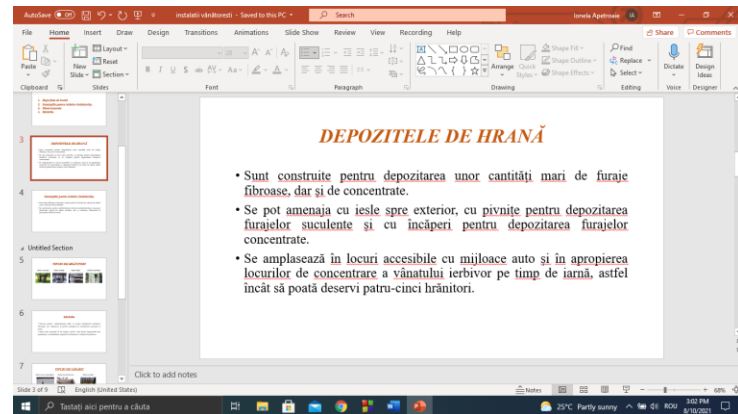 AutoSave Off instalatii vânătoresti - Saved to this PC Search Ionela Apetroaie IA
File Home Insert Draw Design Transitions Animations Slide Show Review View Recording Help Share Comments
Paste New Slide Layout Reset Section Arrange Quick Styles Shape Fill Shape Outline Shape Effects Find Replace Select Dictate Design Ideas
Clipboard Slides Font Paragraph Drawing Editing Voice Designer
3
4
Untitled Section
5
6
7
DEPOZITELE DE HRANĂ
• Sunt construite pentru depozitarea unor cantități mari de furaje
fibroase, dar și de concentrate.
• Se pot amenaja cu iesle spre exterior, cu pivnițe pentru depozitarea
furajelor suculente și cu încăperi pentru depozitarea furajelor
concentrate.
• Se amplasează în locuri accesibile cu mijloace auto și în apropierea
locurilor de concentrare a vânatului ierbivor pe timp de iarnă, astfel
încât să poată deservi patru-cinci hrănitori.
Click to add notes
Slide 3 of 9 English (United States) Notes 68%
Tastați aici pentru a căuta 25°C Partly sunny ROU 3:02 PM
8/10/2021